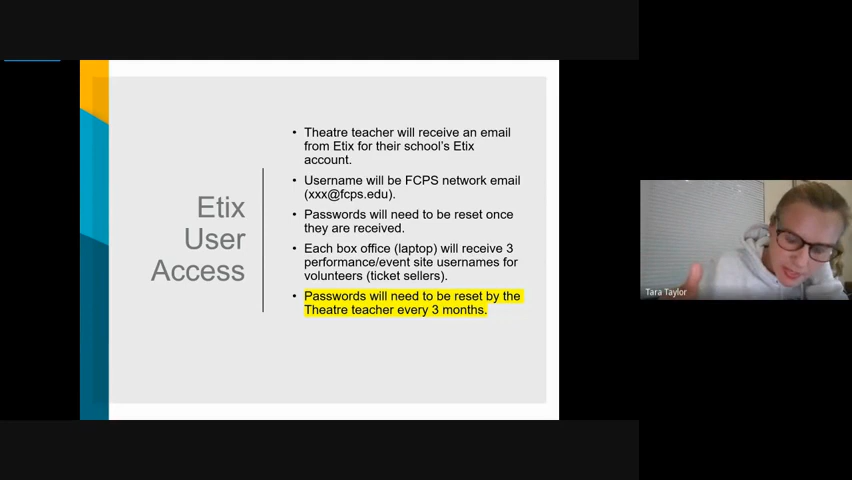 Etix
User
Access
• Theatre teacher will receive an email
from Etix for their school's Etix
account.
• Username will be FCPS network email
(xxx@fcps.edu).
• Passwords will need to be reset once
they are received.
• Each box office (laptop) will receive 3
performance/event site usernames for
volunteers (ticket sellers).
• Passwords will need to be reset by the
Theatre teacher every 3 months.
Tara Taylor